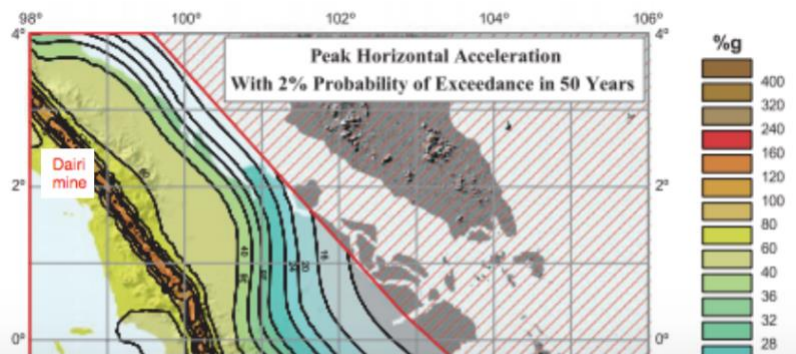 98° 100° 102° 104° 106°
4° 4°
Peak Horizontal Acceleration
With 2% Probability of Exceedance in 50 Years
Dairi
mine
2° 2°
0° 0°
%g
400
320
240
160
120
100
80
60
40
36
32
28